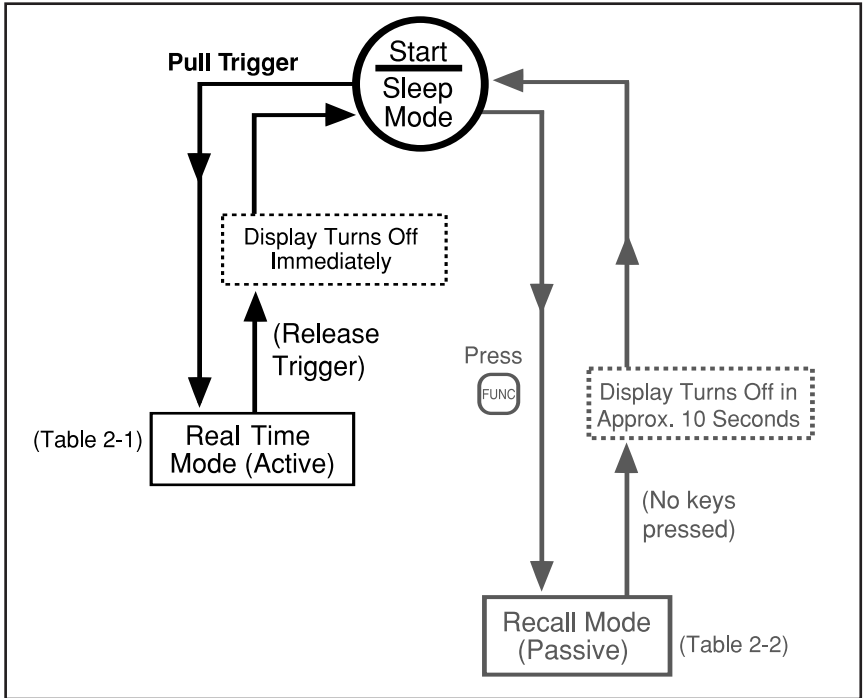 Start
Sleep
Mode
Pull Trigger
Display Turns Off
Immediately
(Release
Trigger)
(Table 2-1)
Real Time
Mode (Active)
Press
FUNC
Display Turns Off in
Approx. 10 Seconds
(No keys
pressed)
Recall Mode
(Passive)
(Table 2-2)